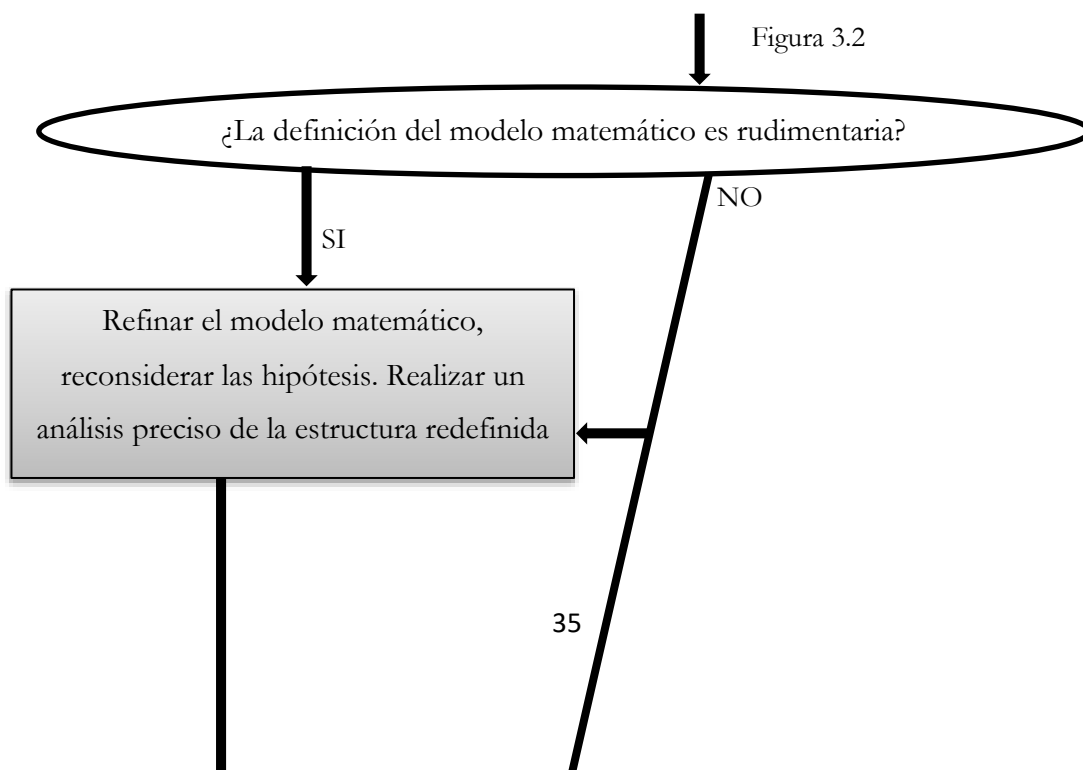 Figura 3.2
¿La definición del modelo matemático es rudimentaria?
NO
SI
Refinar el modelo matemático,
reconsiderar las hipótesis. Realizar un
análisis preciso de la estructura redefinida
35